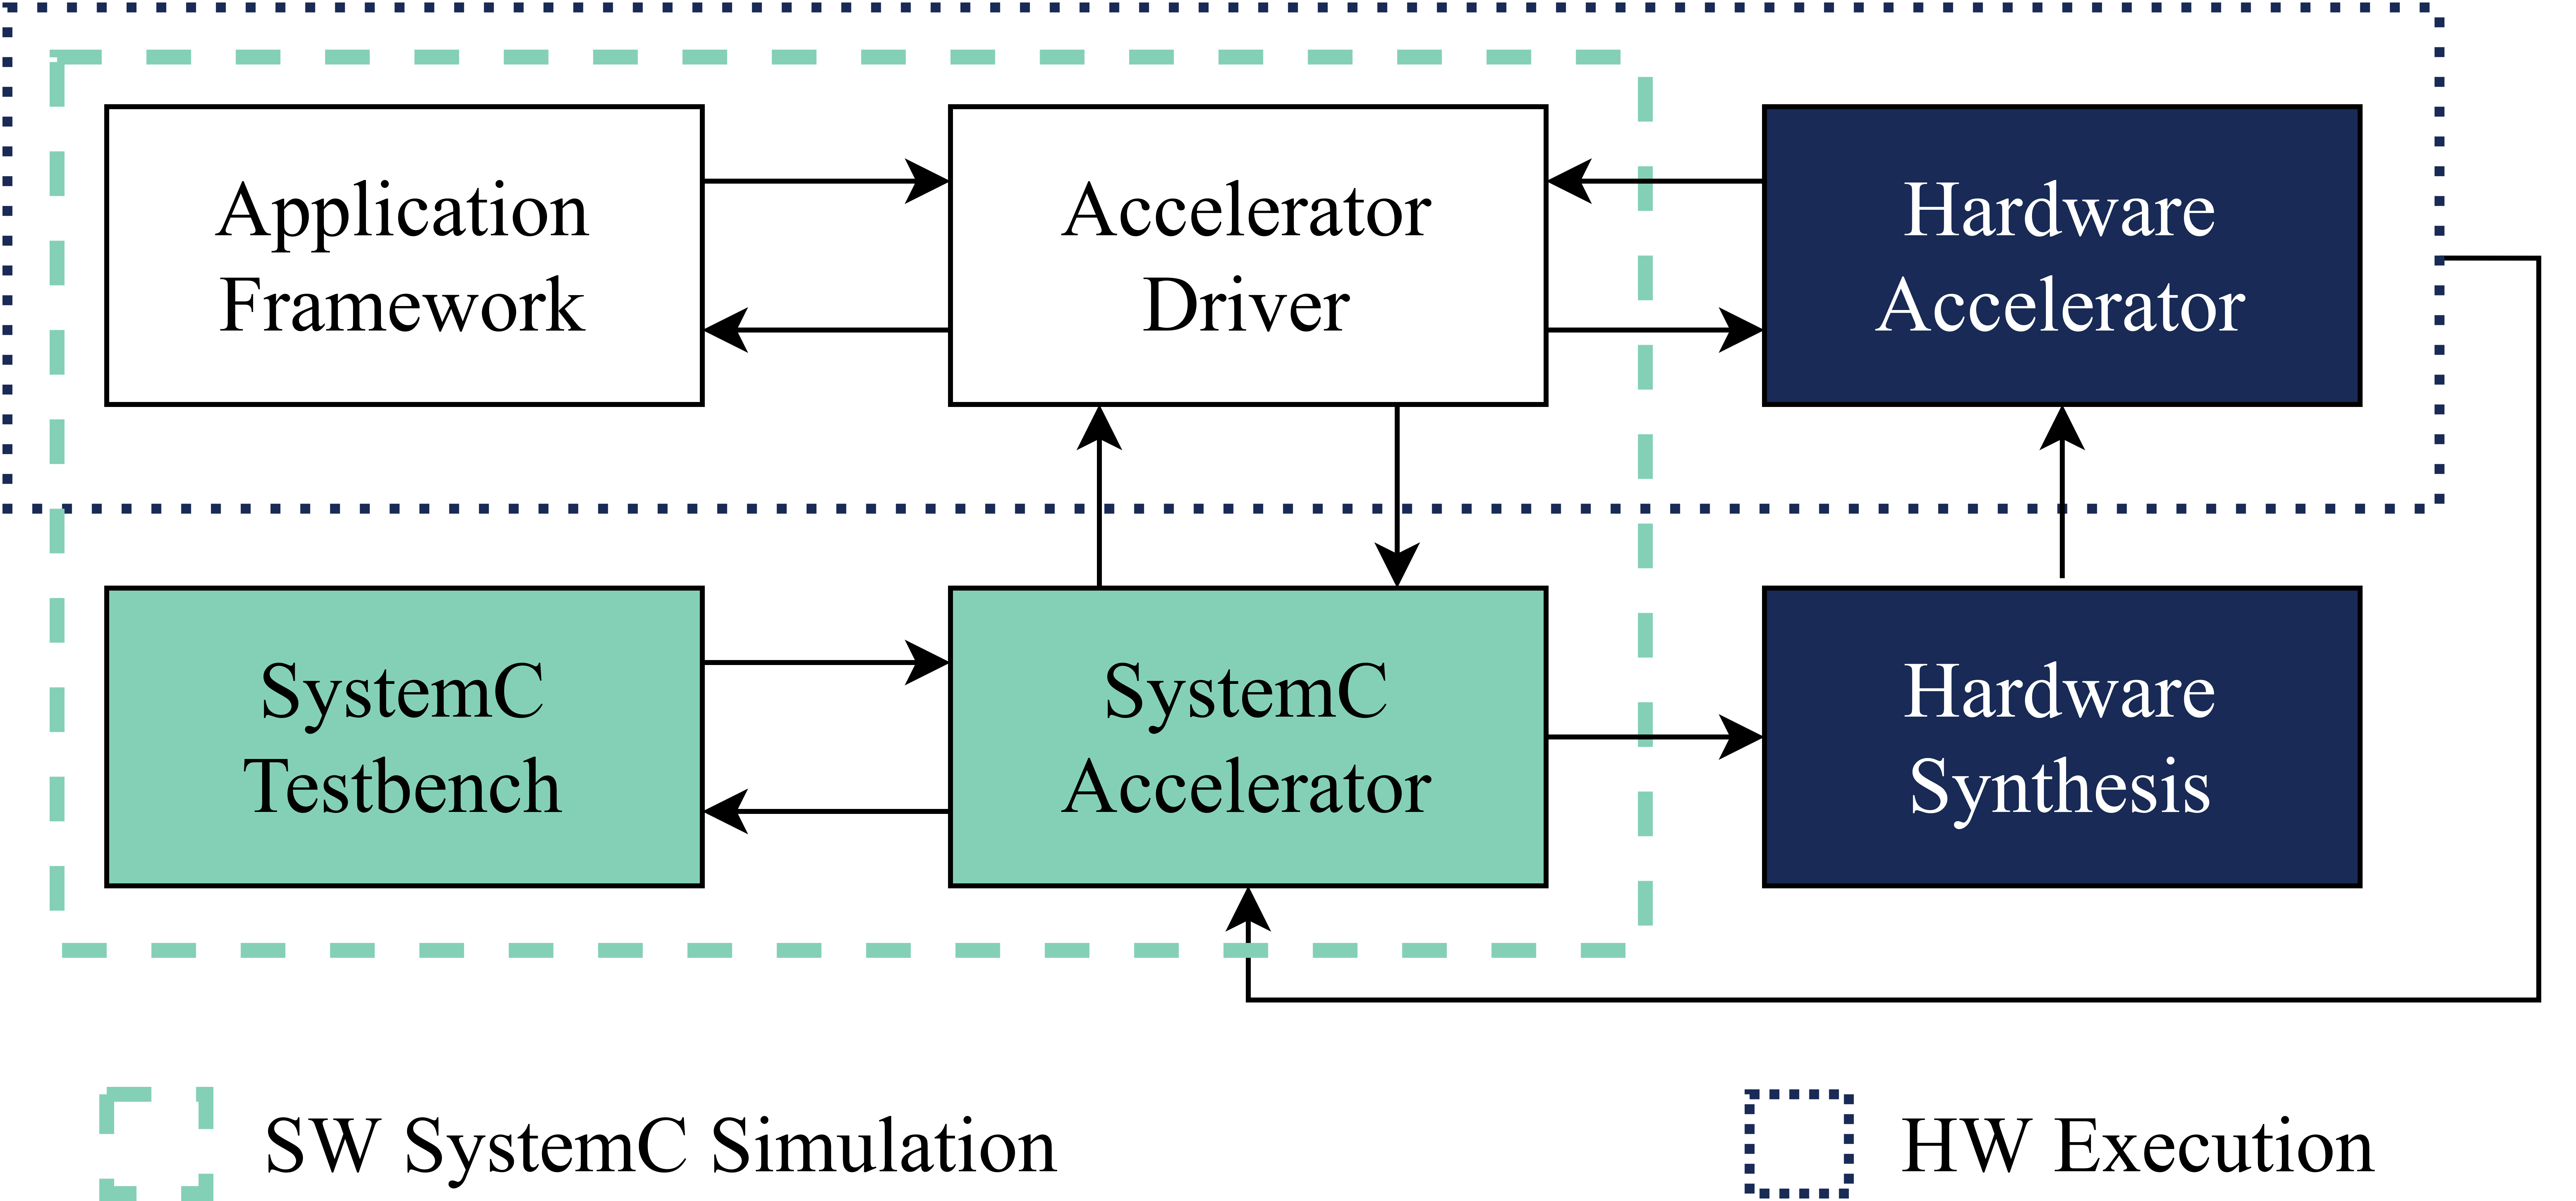 Application
Framework
Accelerator
Driver
Hardware
Accelerator
SystemC
Testbench
SystemC
Accelerator
Hardware
Synthesis
SW SystemC Simulation
HW Execution